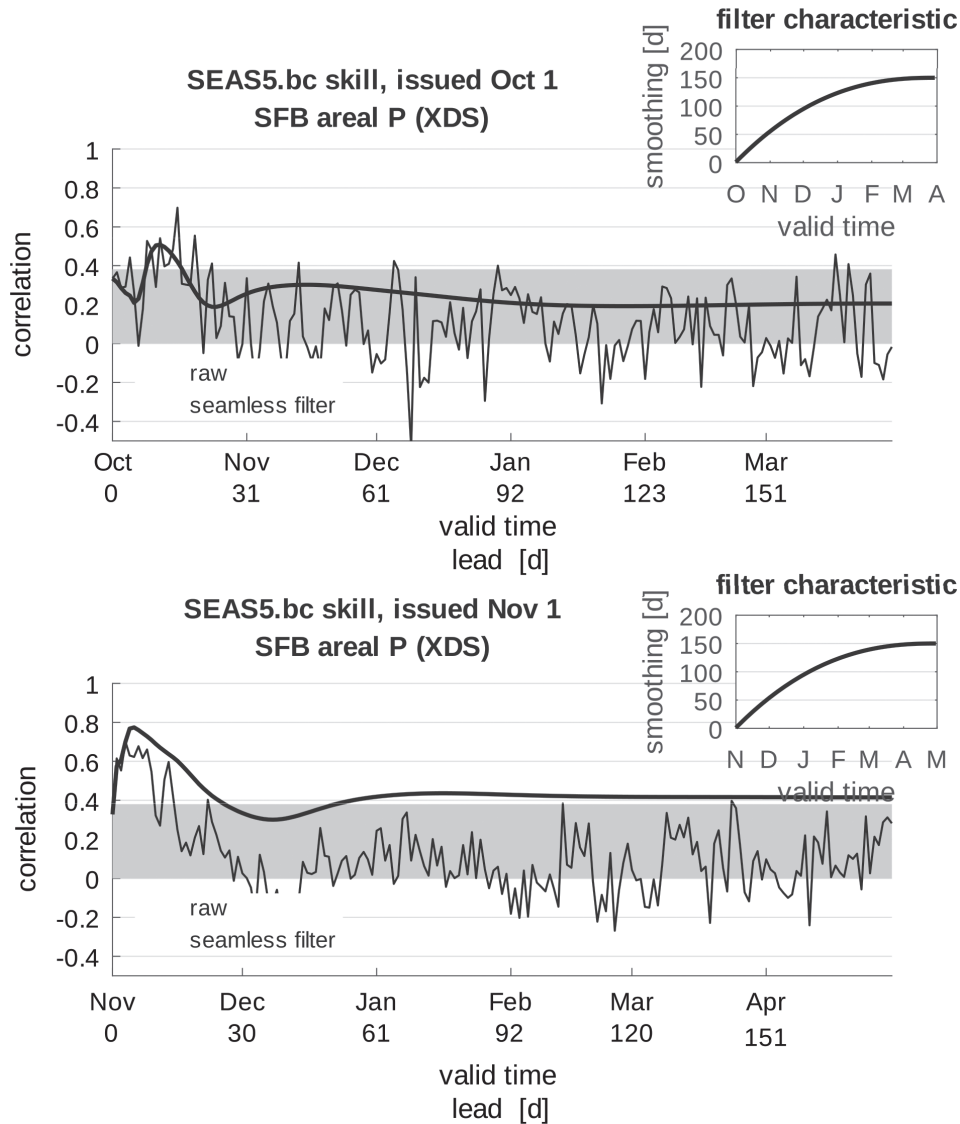 filter characteristic
smoothing [d]
200
150
100
50
0
O N D J F M A
valid time
SEAS5.bc skill, issued Oct 1
SFB areal P (XDS)
correlation
1
0.8
0.6
0.4
0.2
0
-0.2
-0.4
raw
seamless filter
Oct Nov Dec Jan Feb Mar
0 31 61 92 123 151
valid time
lead [d]
filter characteristic
smoothing [d]
200
150
100
50
0
N D J F M A M
valid time
SEAS5.bc skill, issued Nov 1
SFB areal P (XDS)
correlation
1
0.8
0.6
0.4
0.2
0
-0.2
-0.4
raw
seamless filter
Nov Dec Jan Feb Mar Apr
0 30 61 92 120 151
valid time
lead [d]